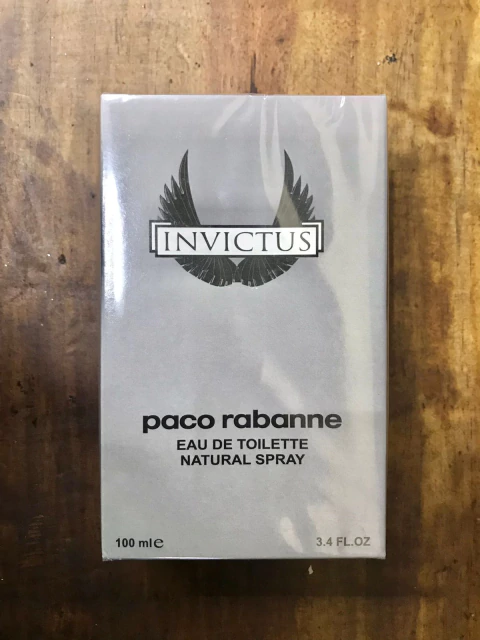 INVICTUS
paco rabanne
EAU DE TOILETTE
NATURAL SPRAY
100 ml℮ 3.4 FL.OZ